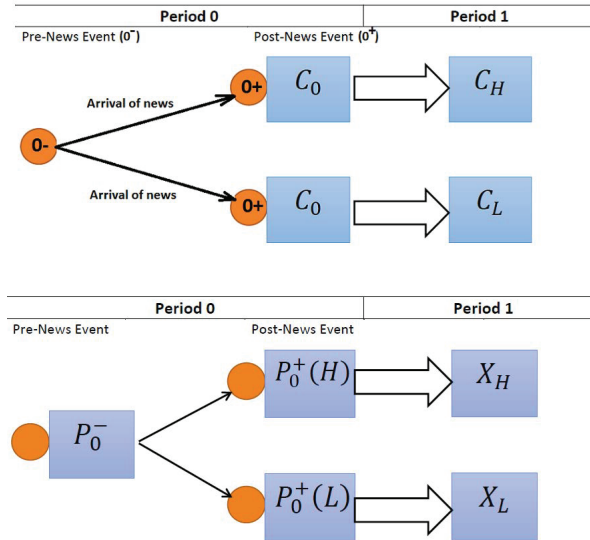 Period 0 Period 1
Pre-News Event (0⁻) Post-News Event (0⁺)
0+ C₀ C_H
Arrival of news
0-
Arrival of news
0+ C₀ C_L
Period 0 Period 1
Pre-News Event Post-News Event
P₀⁺(H) X_H
P₀⁻
P₀⁺(L) X_L